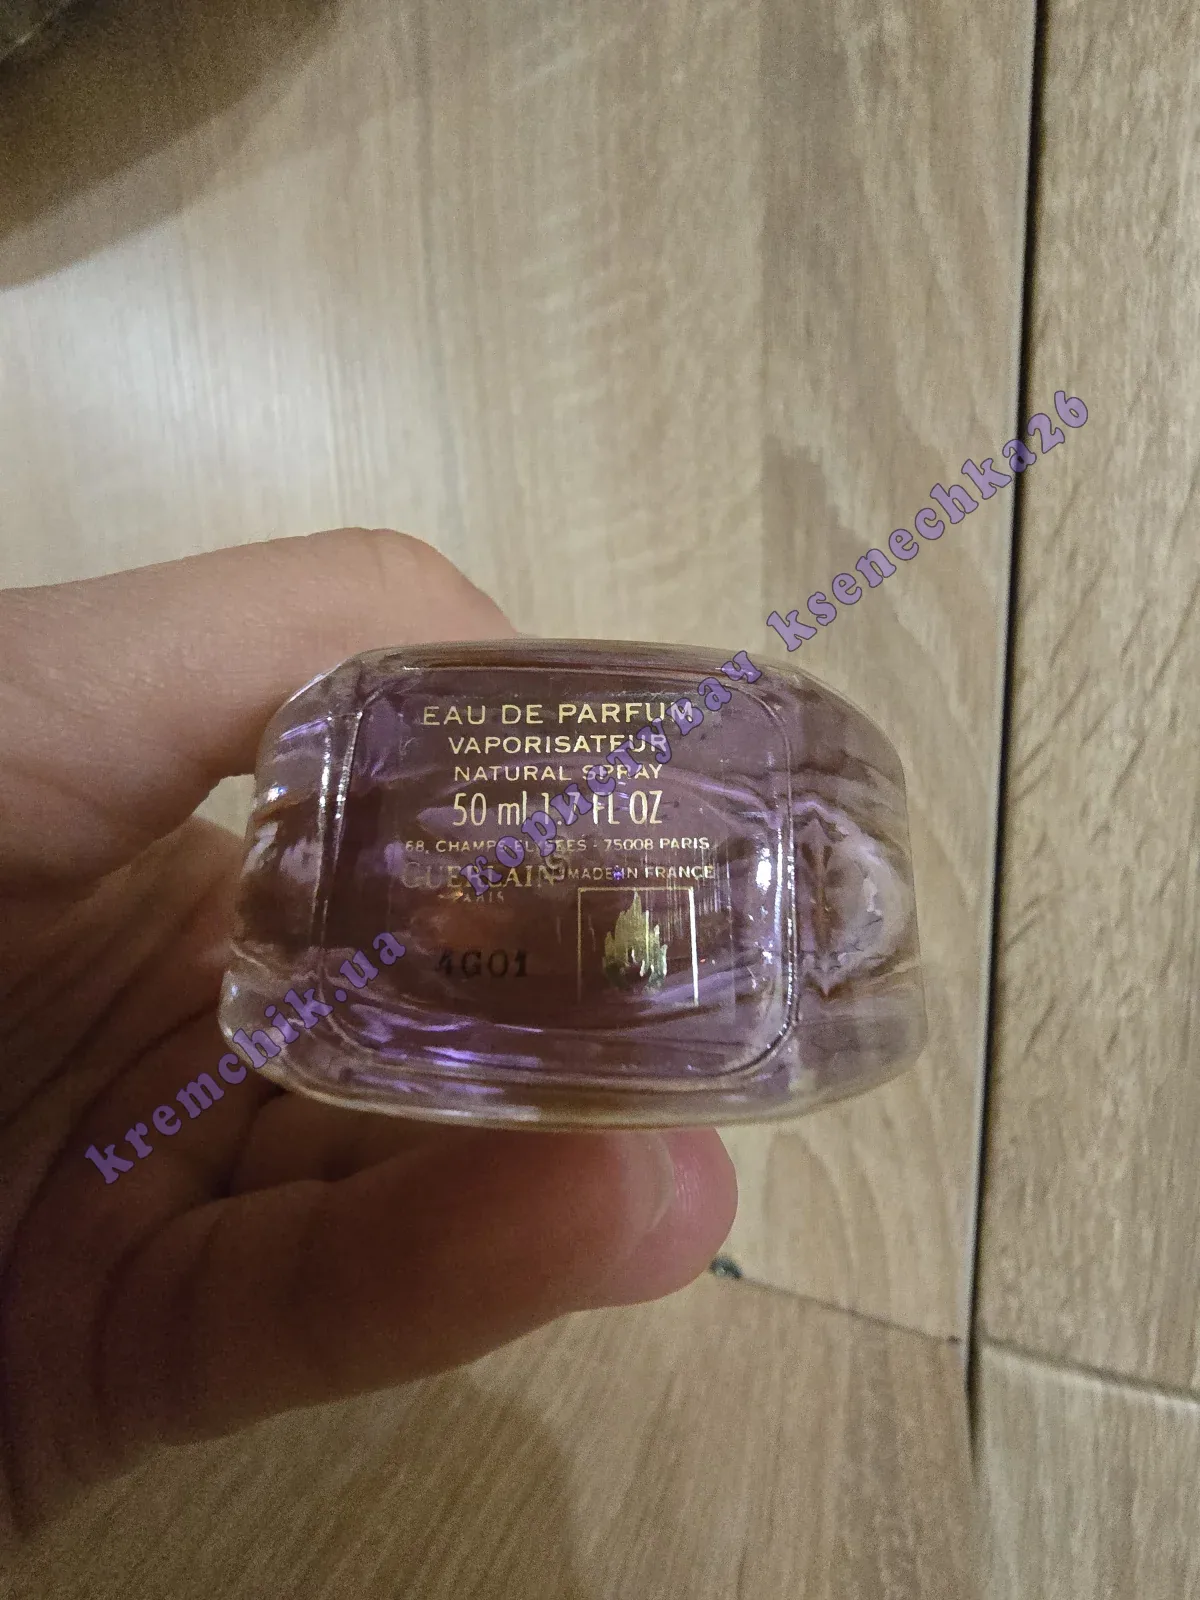 EAU DE PARFUM
VAPORISATEUR
NATURAL SPRAY
50 ml 1.7 FL OZ
68, CHAMPS ELYSEES - 75008 PARIS
GUERLAIN MADE IN FRANCE
PARIS
4G01
kremchik.ua користувач ksenechka26